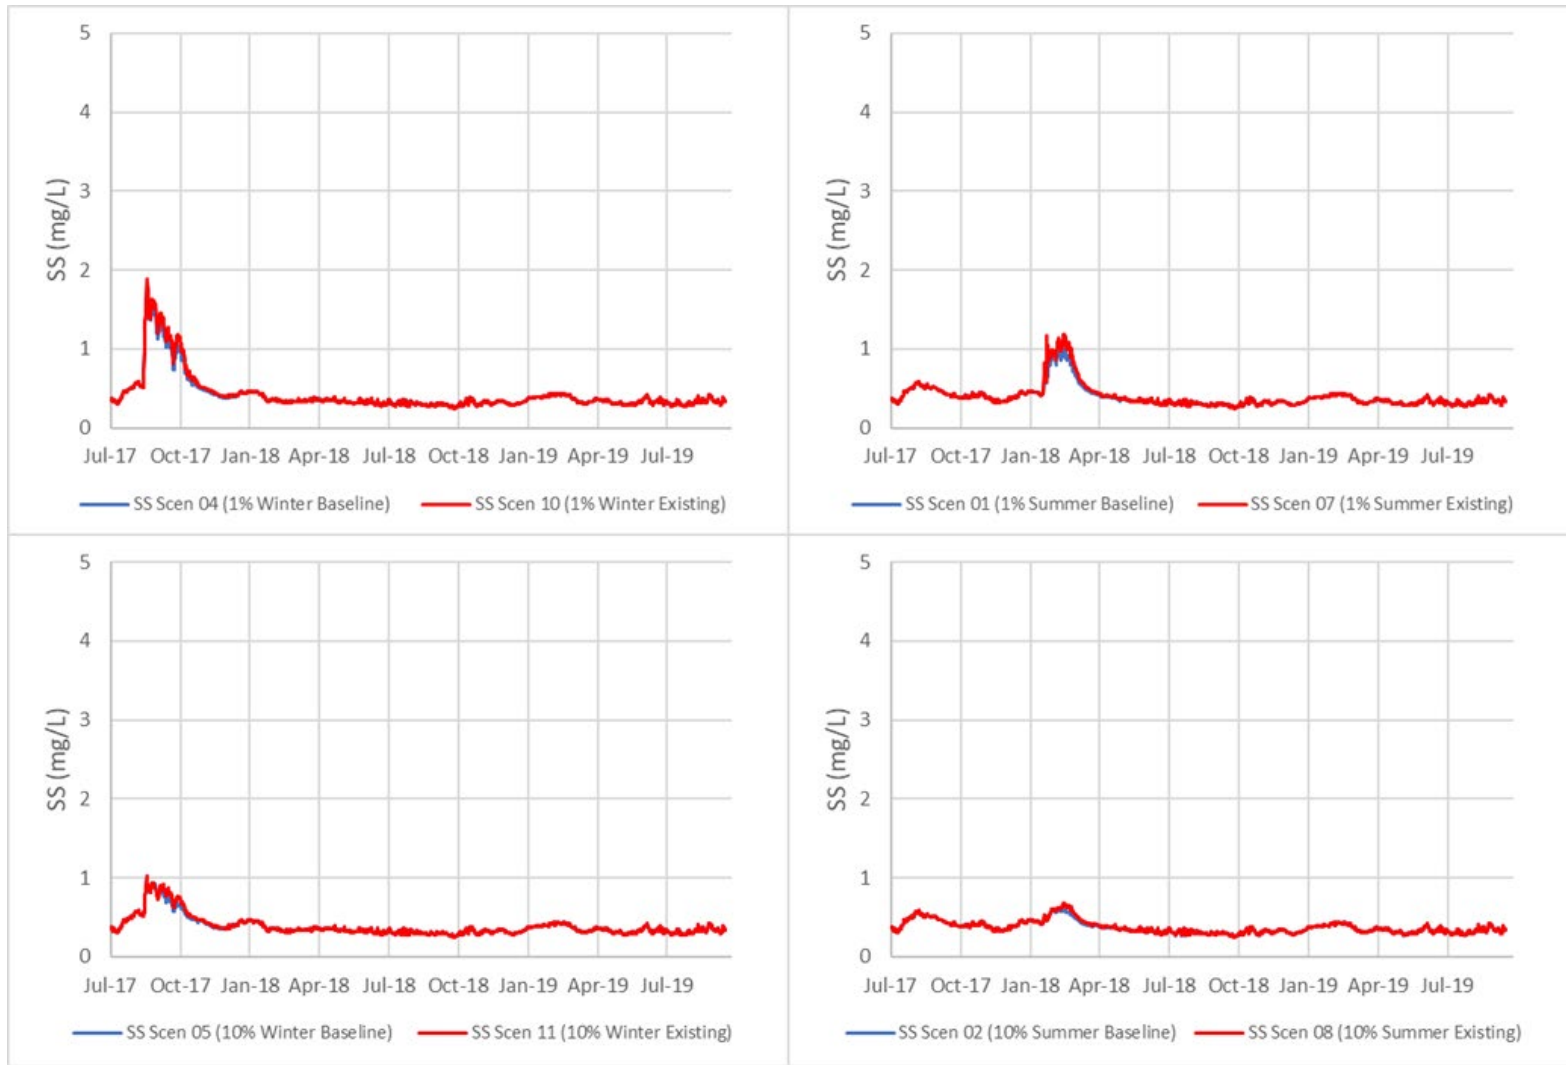 5
4
3
2
1
0
SS (mg/L)
Jul-17 Oct-17 Jan-18 Apr-18 Jul-18 Oct-18 Jan-19 Apr-19 Jul-19
SS Scen 04 (1% Winter Baseline) SS Scen 10 (1% Winter Existing)
5
4
3
2
1
0
SS (mg/L)
Jul-17 Oct-17 Jan-18 Apr-18 Jul-18 Oct-18 Jan-19 Apr-19 Jul-19
SS Scen 01 (1% Summer Baseline) SS Scen 07 (1% Summer Existing)
5
4
3
2
1
0
SS (mg/L)
Jul-17 Oct-17 Jan-18 Apr-18 Jul-18 Oct-18 Jan-19 Apr-19 Jul-19
SS Scen 05 (10% Winter Baseline) SS Scen 11 (10% Winter Existing)
5
4
3
2
1
0
SS (mg/L)
Jul-17 Oct-17 Jan-18 Apr-18 Jul-18 Oct-18 Jan-19 Apr-19 Jul-19
SS Scen 02 (10% Summer Baseline) SS Scen 08 (10% Summer Existing)